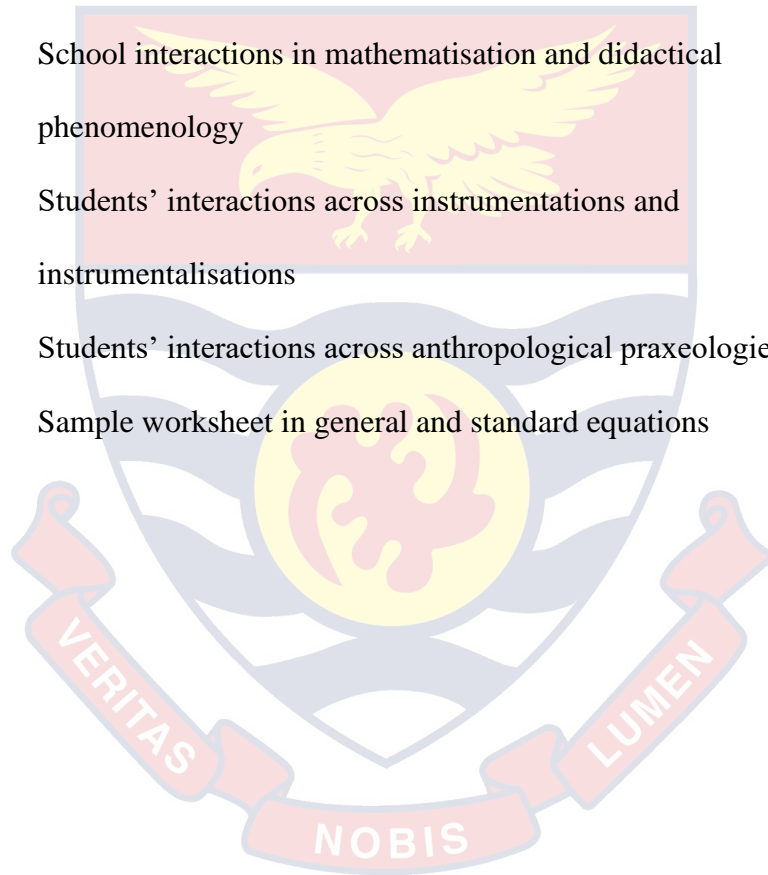 School interactions in mathematisation and didactical
phenomenology
Students’ interactions across instrumentations and
instrumentalisations
Students’ interactions across anthropological praxeologie
Sample worksheet in general and standard equations
VERITAS
NOBIS
LUMEN